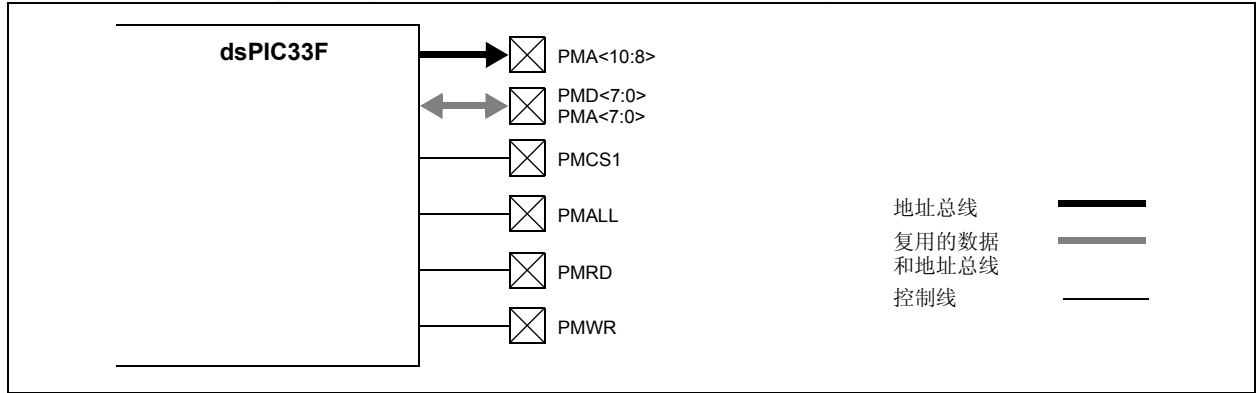 dsPIC33F
PMA<10:8>
PMD<7:0>
PMA<7:0>
PMCS1
PMALL
PMRD
PMWR
地址总线
复用的数据
和地址总线
控制线